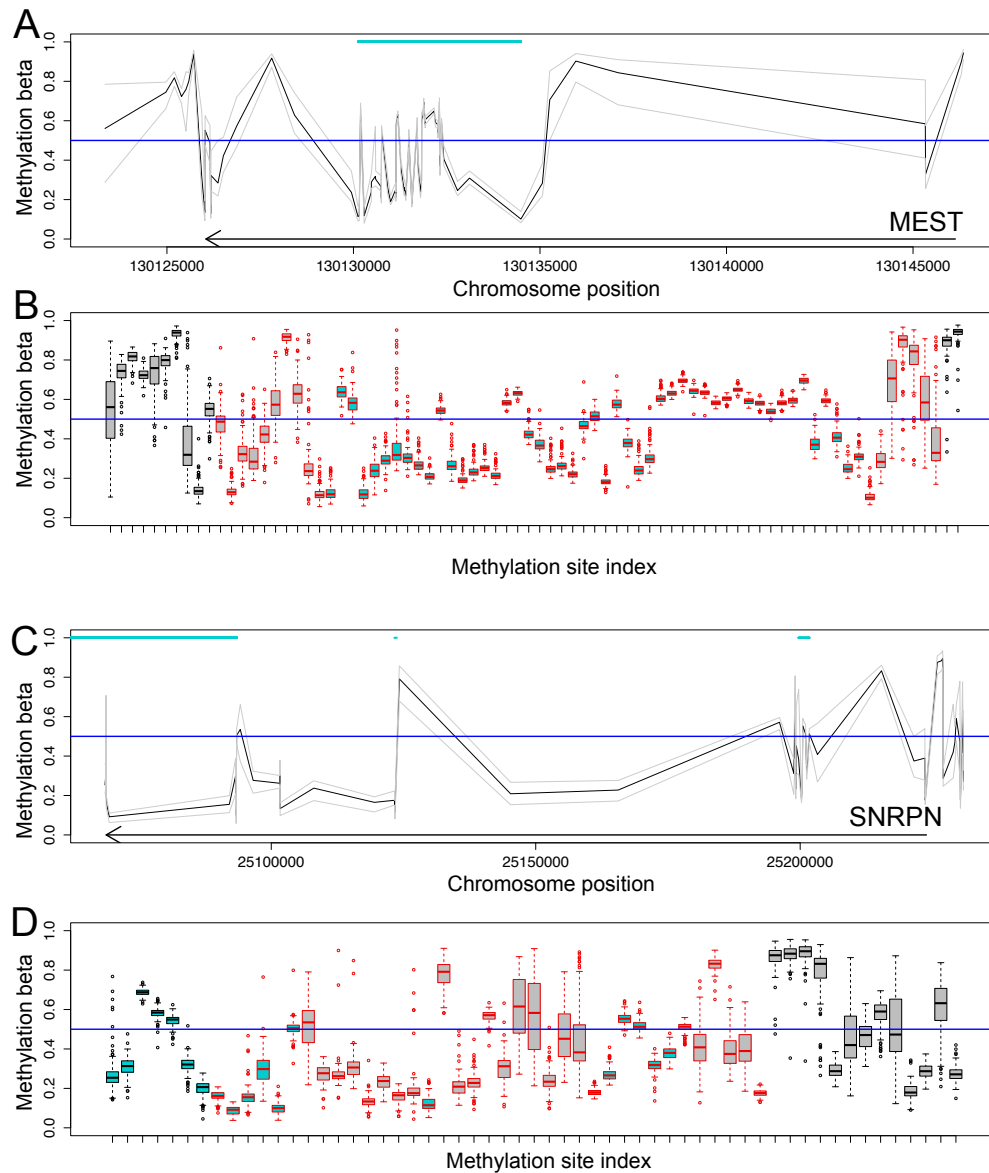 A
Methylation beta
1.0
0.8
0.6
0.4
0.2
0.0
MEST
130125000 130130000 130135000 130140000 130145000
Chromosome position
B
Methylation beta
1.0
0.8
0.6
0.4
0.2
0.0
Methylation site index
C
Methylation beta
1.0
0.8
0.6
0.4
0.2
0.0
SNRPN
25100000 25150000 25200000
Chromosome position
D
Methylation beta
1.0
0.8
0.6
0.4
0.2
0.0
Methylation site index